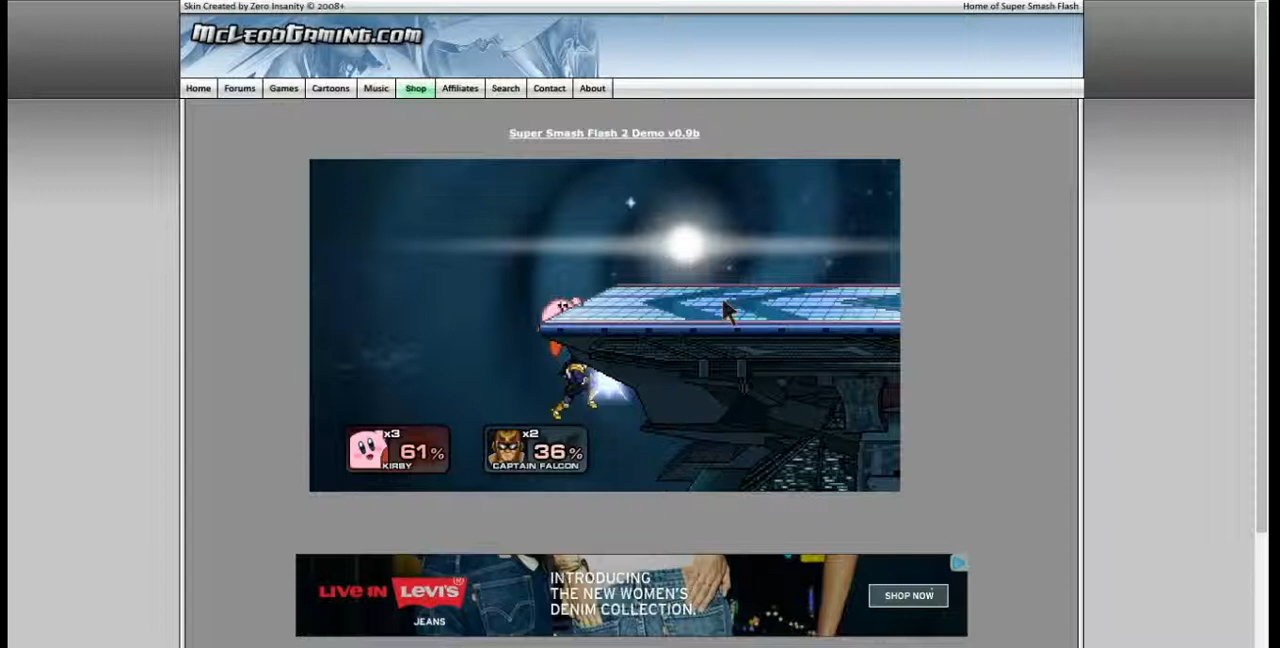 Skin Created by Zero Insanity © 2008+
Home of Super Smash Flash
McLeodGaming.com
Home Forums Games Cartoons Music Shop Affiliates Search Contact About
Super Smash Flash 2 Demo v0.9b
x3
61%
KIRBY
x2
36%
CAPTAIN FALCON
LIVE IN LEVI'S®
JEANS
INTRODUCING
THE NEW WOMEN'S
DENIM COLLECTION.
SHOP NOW